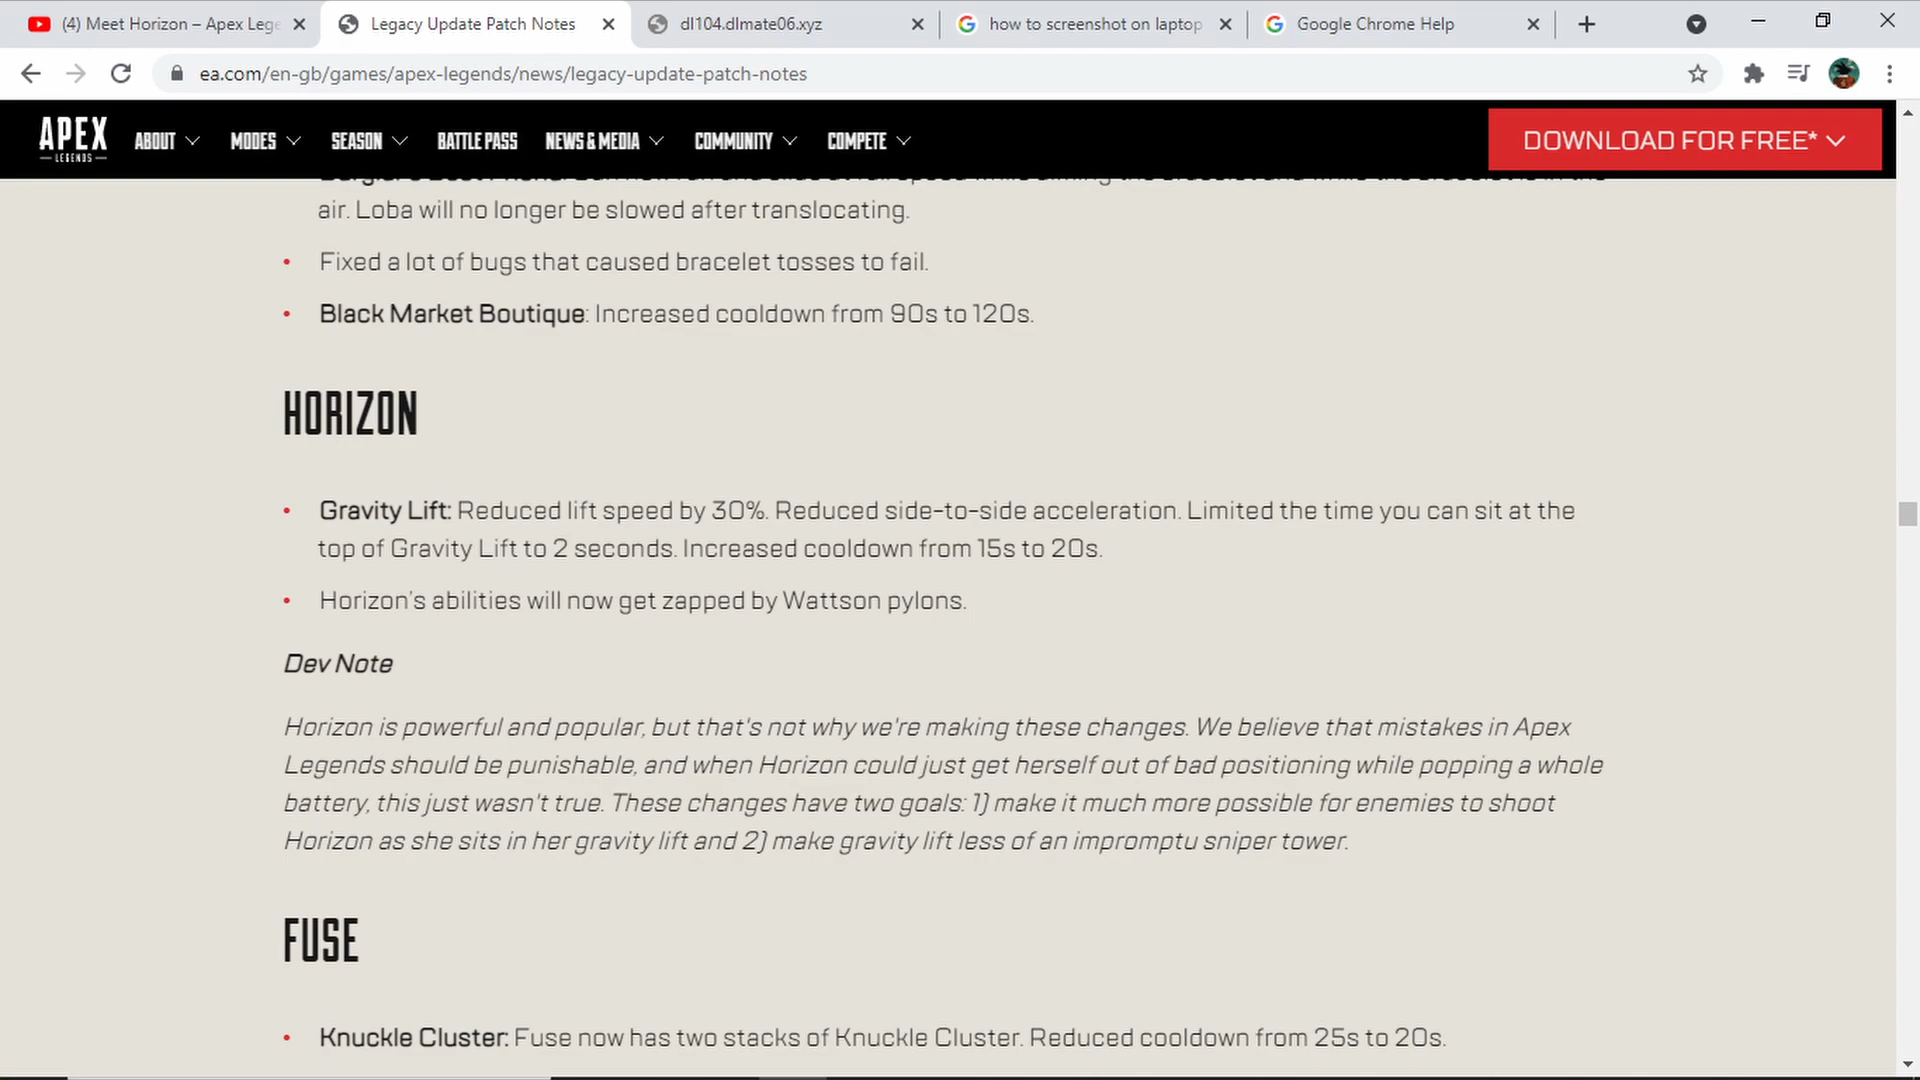 (4) Meet Horizon – Apex Lege
Legacy Update Patch Notes
dl104.dlmate06.xyz
how to screenshot on laptop
Google Chrome Help
ea.com/en-gb/games/apex-legends/news/legacy-update-patch-notes
APEX
LEGENDS
ABOUT
MODES
SEASON
BATTLE PASS
NEWS & MEDIA
COMMUNITY
COMPETE
DOWNLOAD FOR FREE*
air. Loba will no longer be slowed after translocating.
• Fixed a lot of bugs that caused bracelet tosses to fail.
• Black Market Boutique: Increased cooldown from 90s to 120s.
HORIZON
• Gravity Lift: Reduced lift speed by 30%. Reduced side-to-side acceleration. Limited the time you can sit at the
top of Gravity Lift to 2 seconds. Increased cooldown from 15s to 20s.
• Horizon's abilities will now get zapped by Wattson pylons.
Dev Note
Horizon is powerful and popular, but that's not why we're making these changes. We believe that mistakes in Apex
Legends should be punishable, and when Horizon could just get herself out of bad positioning while popping a whole
battery, this just wasn't true. These changes have two goals: 1) make it much more possible for enemies to shoot
Horizon as she sits in her gravity lift and 2) make gravity lift less of an impromptu sniper tower.
FUSE
• Knuckle Cluster: Fuse now has two stacks of Knuckle Cluster. Reduced cooldown from 25s to 20s.